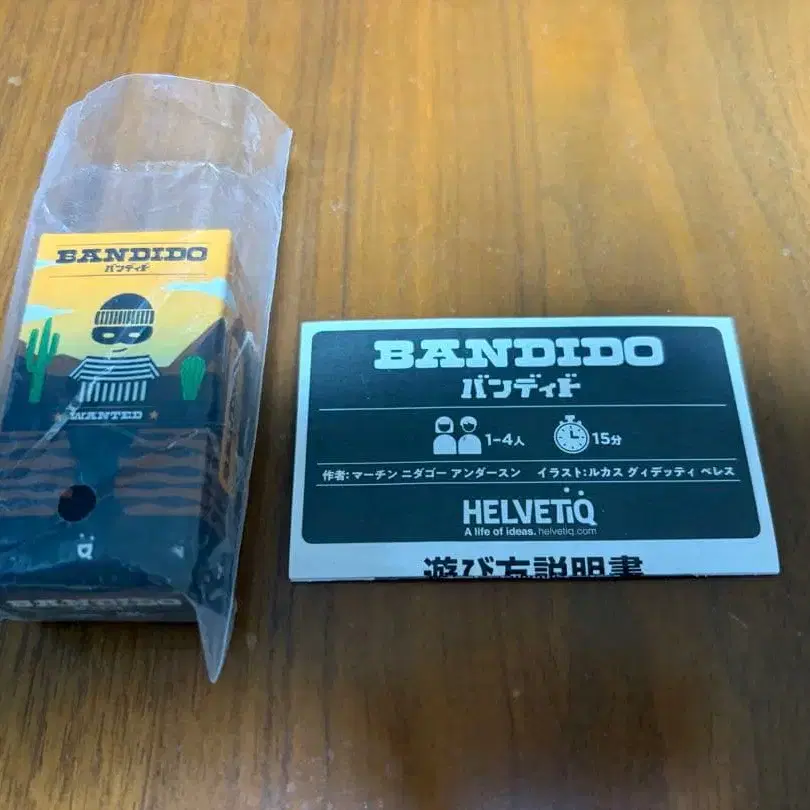 BANDIDO
バンディド
WANTED
BANDIDO
BANDIDO
バンディド
1-4人
15分
作者:マーチン ニダゴー アンダースン イラスト:ルカス グィデッティ ペレス
HELVETiQ
A life of ideas. helvetiq.com
遊び方説明書